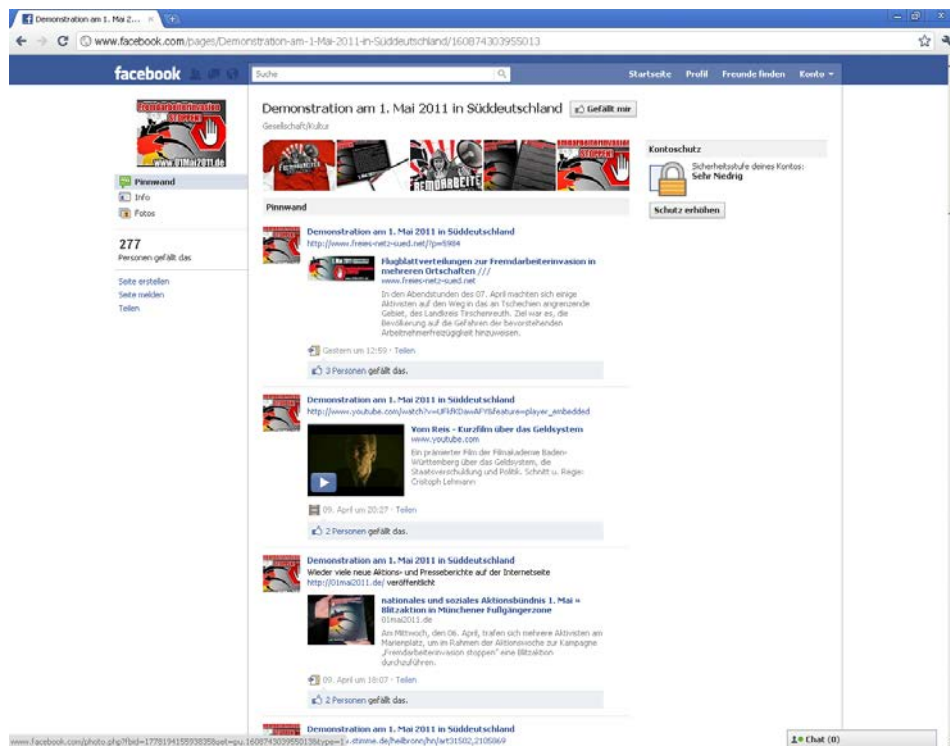 Demonstration am 1. Mai 2...
www.facebook.com/pages/Demonstration-am-1-Mai-2011-in-Süddeutschland/160874303955013
facebook
Suche
Startseite Profil Freunde finden Konto
Fremdarbeiterinvasion
STOPPEN!
www.01Mai2011.de
Demonstration am 1. Mai 2011 in Süddeutschland
Gefällt mir
Gesellschaft/Kultur
Pinnwand
Info
Fotos
277
Personen gefällt das
Seite erstellen
Seite melden
Teilen
Kontoschutz
Sicherheitsstufe deines Kontos:
Sehr Niedrig
Schutz erhöhen
Pinnwand
Demonstration am 1. Mai 2011 in Süddeutschland
http://www.freies-netz-sued.net/?p=5984
Flugblattverteilungen zur Fremdarbeiterinvasion in
mehreren Ortschaften ///
www.freies-netz-sued.net
In den Abendstunden des 07. April machten sich einige
Aktivisten auf den Weg in das an Tschechien angrenzende
Gebiet, des Landkreis Tirschenreuth. Ziel war es, die
Bevölkerung auf die Gefahren der bevorstehenden
Arbeitnehmerfreizügigkeit hinzuweisen.
Gestern um 12:59 · Teilen
3 Personen gefällt das.
Demonstration am 1. Mai 2011 in Süddeutschland
Vom Reis - Kurzfilm über das Geldsystem
www.youtube.com
Ein prämierter Film der Filmakademie Baden-
Württemberg über das Geldsystem, die
Staatsverschuldung und Politik. Schnitt u. Regie:
Cristoph Lehmann
09. April um 20:27 · Teilen
2 Personen gefällt das.
Demonstration am 1. Mai 2011 in Süddeutschland
Wieder viele neue Aktions- und Presseberichte auf der Internetseite
http://01mai2011.de/ veröffentlicht
nationales und soziales Aktionsbündnis 1. Mai »
Blitzaktion in Münchener Fußgängerzone
01mai2011.de
Am Mittwoch, den 06. April, trafen sich mehrere Aktivisten am
Marienplatz, um im Rahmen der Aktionswoche zur Kampagne
„Fremdarbeiterinvasion stoppen" eine Blitzaktion
durchzuführen.
09. April um 18:07 · Teilen
2 Personen gefällt das.
Demonstration am 1. Mai 2011 in Süddeutschland
Chat (0)